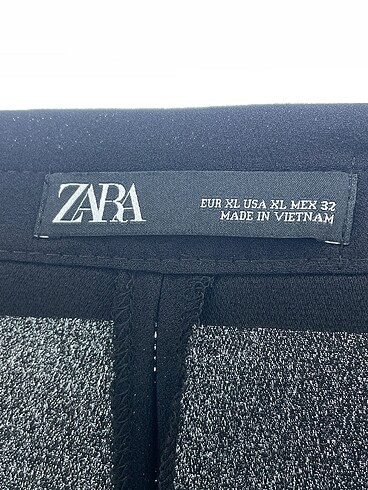 ZARA
EUR XL USA XL MEX 32
MADE IN VIETNAM